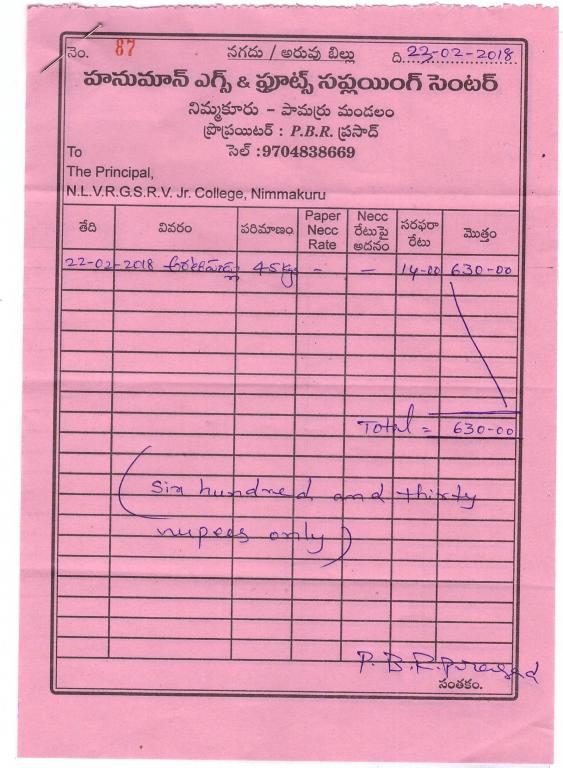 నెం. 87 నగదు / అరువు బిల్లు ది. 23-02-2018
హనుమాన్ ఎగ్స్ & ఫ్రూట్స్ సప్లయింగ్ సెంటర్
నిమ్మకూరు - పామర్రు మండలం
ప్రొప్రయిటర్ : P.B.R. ప్రసాద్
To సెల్ :9704838669
The Principal,
N.L.V.R.G.S.R.V. Jr. College, Nimmakuru
తేది వివరం పరిమాణం Paper Necc Rate Necc రేటుపై అదనం సరఫరా రేటు మొత్తం
22-02-2018 అరటిపండ్లు 45kg - - 14-00 630-00
Total = 630-00
(Six hundred and thirty
rupees only)
P.B.R.Prasad
సంతకం.